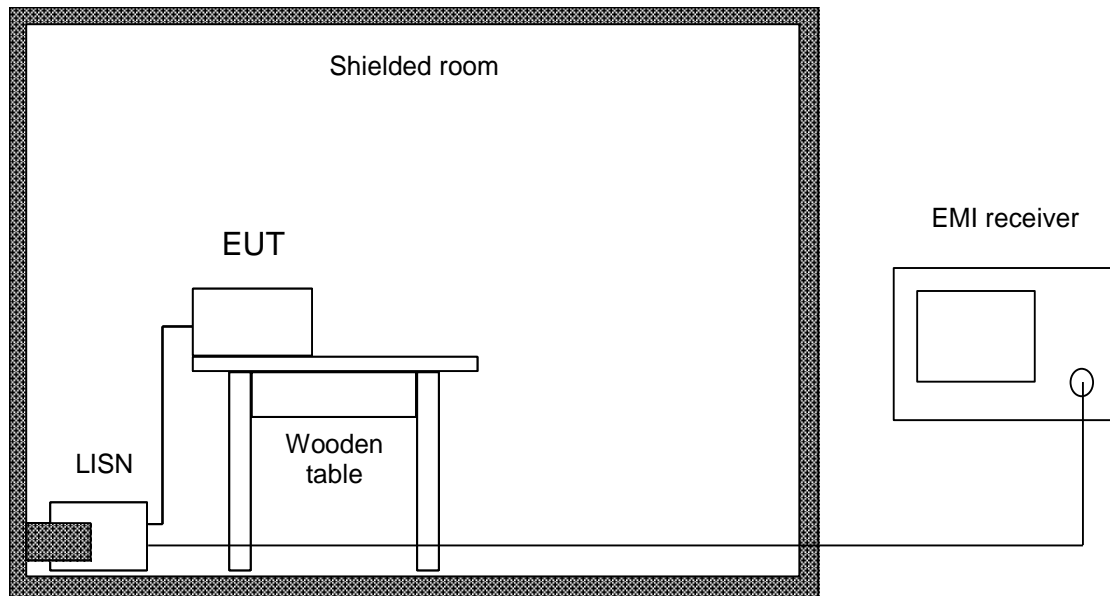 Shielded room
EMI receiver
EUT
Wooden
table
LISN